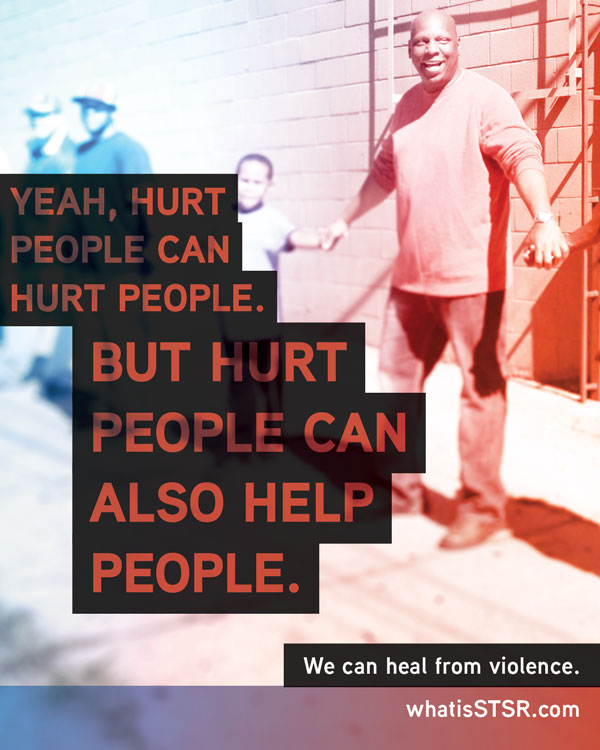 YEAH, HURT
PEOPLE CAN
HURT PEOPLE.
BUT HURT
PEOPLE CAN
ALSO HELP
PEOPLE.
We can heal from violence.
whatisSTSR.com